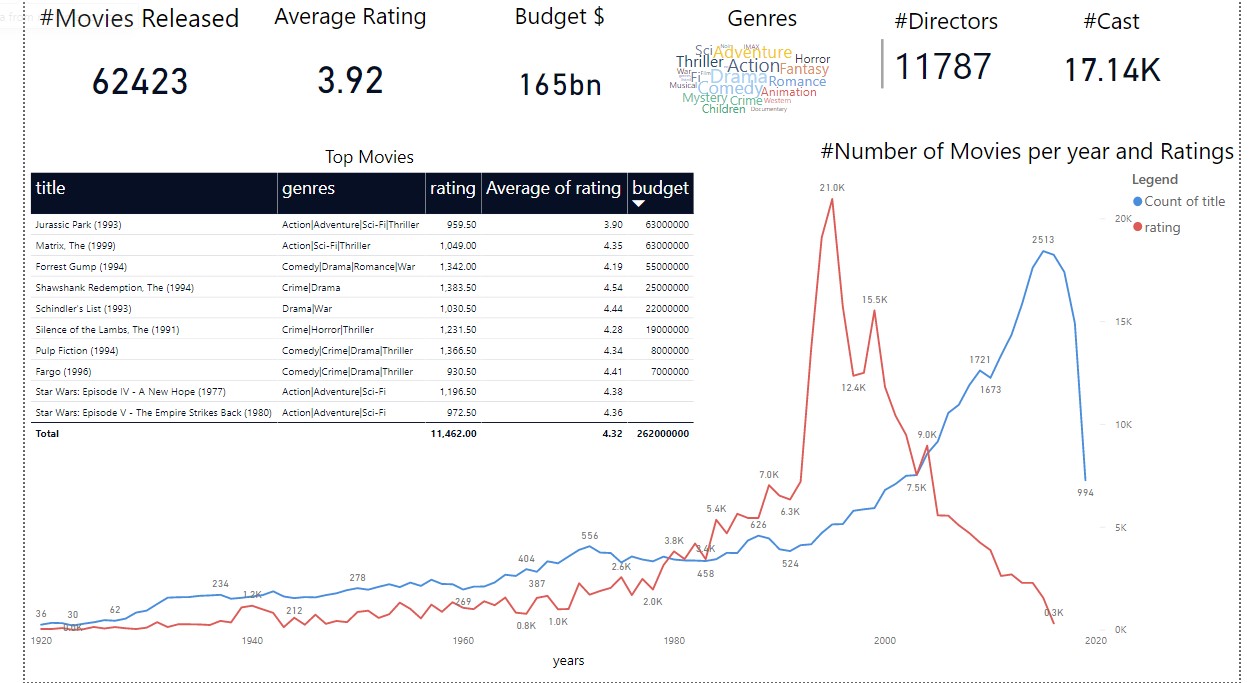 #Movies Released
Average Rating
Budget $
Genres
#Directors
#Cast
62423
3.92
165bn
11787
17.14K
Sci Adventure IMAX
Thriller Action Horror
War Fi Film Drama Fantasy
Musical Comedy Romance
Mystery Crime Animation
Western
Children Documentary
Top Movies
title genres rating Average of rating budget
Jurassic Park (1993) Action|Adventure|Sci-Fi|Thriller 959.50 3.90 63000000
Matrix, The (1999) Action|Sci-Fi|Thriller 1,049.00 4.35 63000000
Forrest Gump (1994) Comedy|Drama|Romance|War 1,342.00 4.19 55000000
Shawshank Redemption, The (1994) Crime|Drama 1,383.50 4.54 25000000
Schindler's List (1993) Drama|War 1,030.50 4.44 22000000
Silence of the Lambs, The (1991) Crime|Horror|Thriller 1,231.50 4.28 19000000
Pulp Fiction (1994) Comedy|Crime|Drama|Thriller 1,366.50 4.34 8000000
Fargo (1996) Comedy|Crime|Drama|Thriller 930.50 4.41 7000000
Star Wars: Episode IV - A New Hope (1977) Action|Adventure|Sci-Fi 1,196.50 4.38
Star Wars: Episode V - The Empire Strikes Back (1980) Action|Adventure|Sci-Fi 972.50 4.36
Total 11,462.00 4.32 262000000
#Number of Movies per year and Ratings
Legend
Count of title
rating
21.0K
20K
2513
15.5K
15K
1721
12.4K
1673
10K
9.0K
7.0K
7.5K
994
6.3K
5.4K
5K
626
556
3.8K
3.4K
404
2.6K
524
458
278
387
234
1.2K
269
2.0K
62
212
36
30
0.0K
0.8K
1.0K
0.3K
0K
1920 1940 1960 1980 2000 2020
years